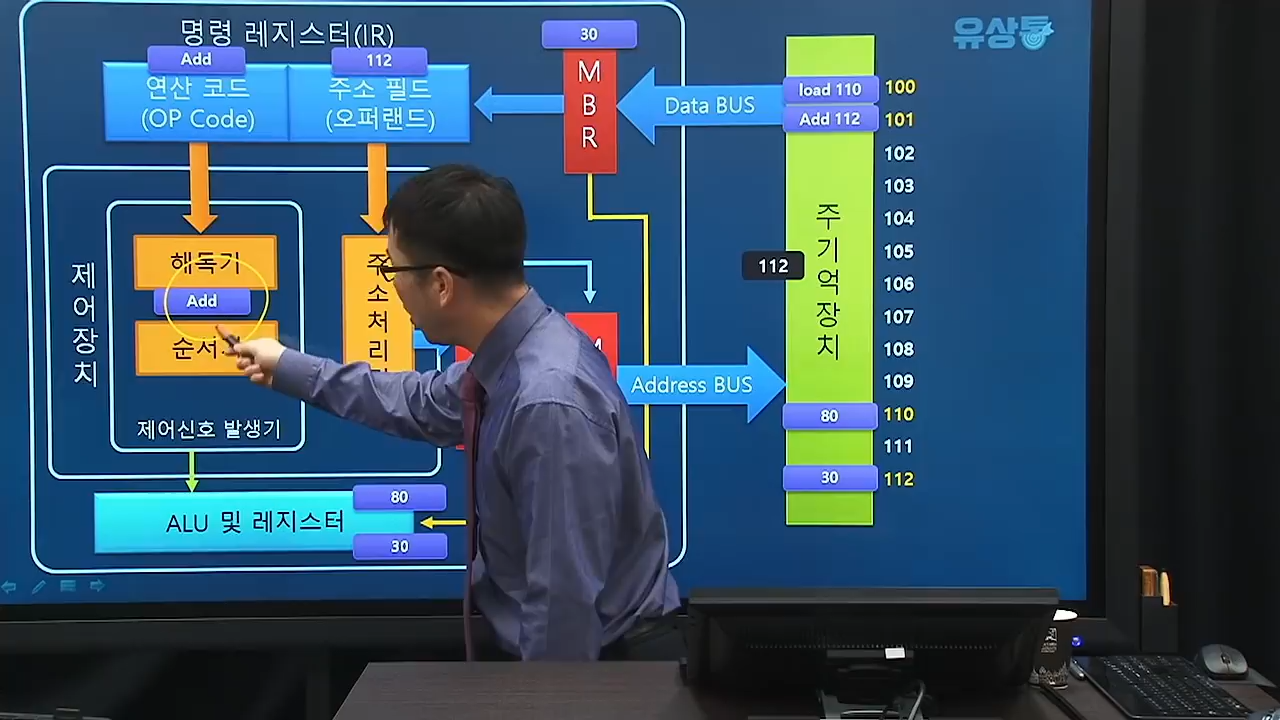 명령 레지스터(IR)
Add
112
연산 코드
(OP Code)
주소 필드
(오퍼랜드)
30
M
B
R
Data BUS
load 110
Add 112
100
101
102
103
104
105
106
107
108
109
110
111
112
주
기
억
장
치
112
80
30
유상통
제
어
장
치
해독기
Add
제어신호 발생기
소
처
리
Address BUS
ALU 및 레지스터
80
30